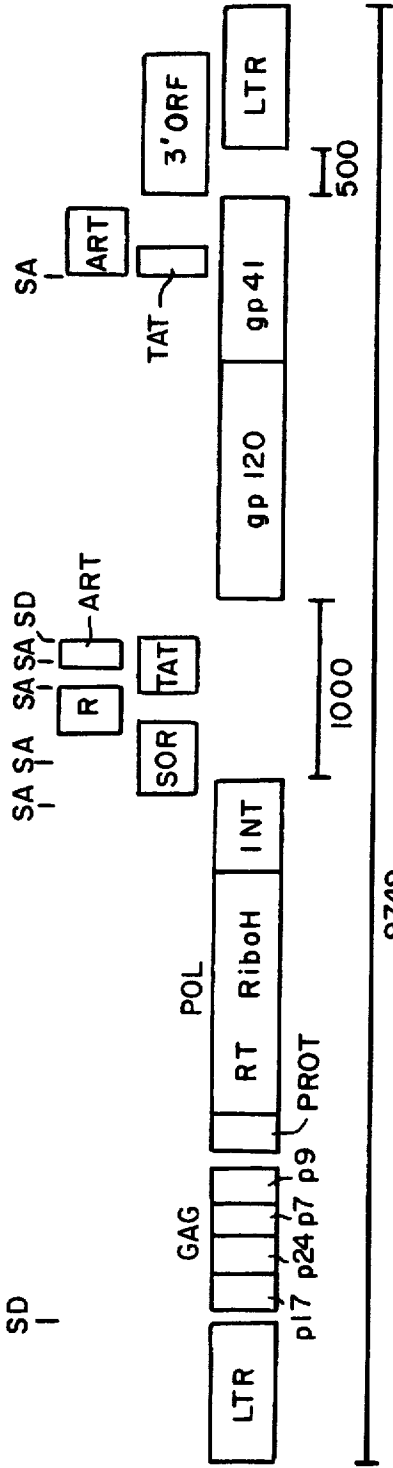 SD
SA SA SA SA SD
SA
R
ART
ART
SOR
TAT
TAT
3'ORF
GAG
POL
LTR
RT RiboH
INT
gp 120
gp 41
LTR
p17 p24 p7 p9
PROT
1000
500